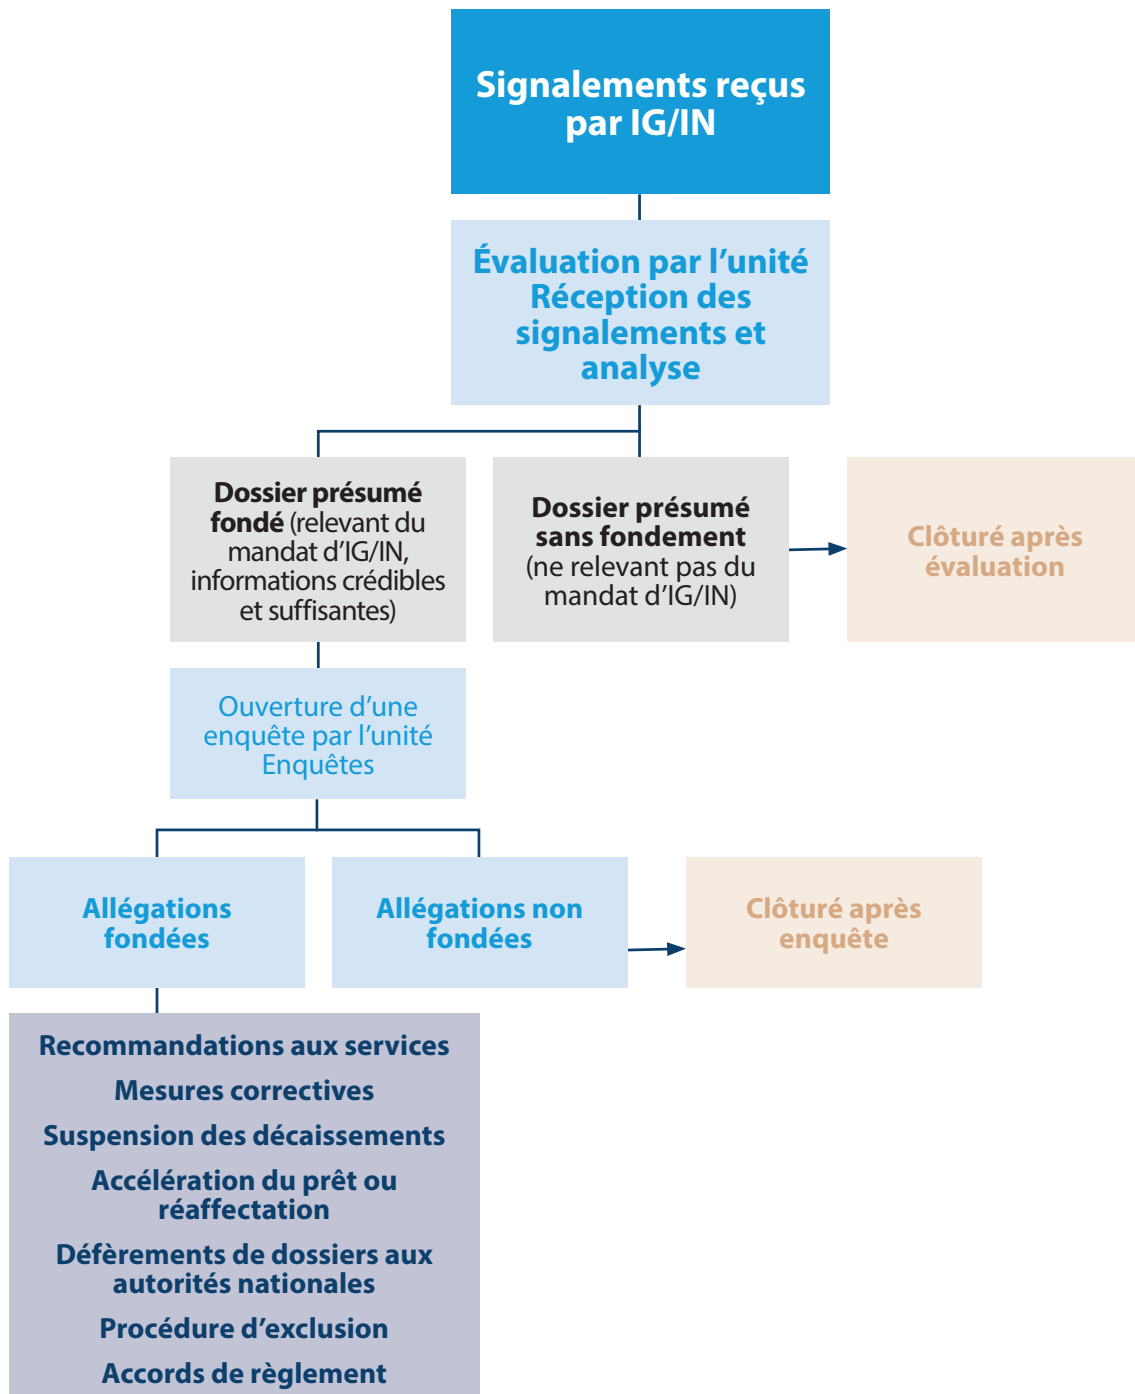 Signalements reçus
par IG/IN
Évaluation par l’unité
Réception des
signalements et
analyse
Dossier présumé
fondé (relevant du
mandat d’IG/IN,
informations crédibles
et suffisantes)
Dossier présumé
sans fondement
(ne relevant pas du
mandat d’IG/IN)
Clôturé après
évaluation
Ouverture d’une
enquête par l’unité
Enquêtes
Allégations
fondées
Allégations non
fondées
Clôturé après
enquête
Recommandations aux services
Mesures correctives
Suspension des décaissements
Accélération du prêt ou
réaffectation
Défèrements de dossiers aux
autorités nationales
Procédure d’exclusion
Accords de règlement